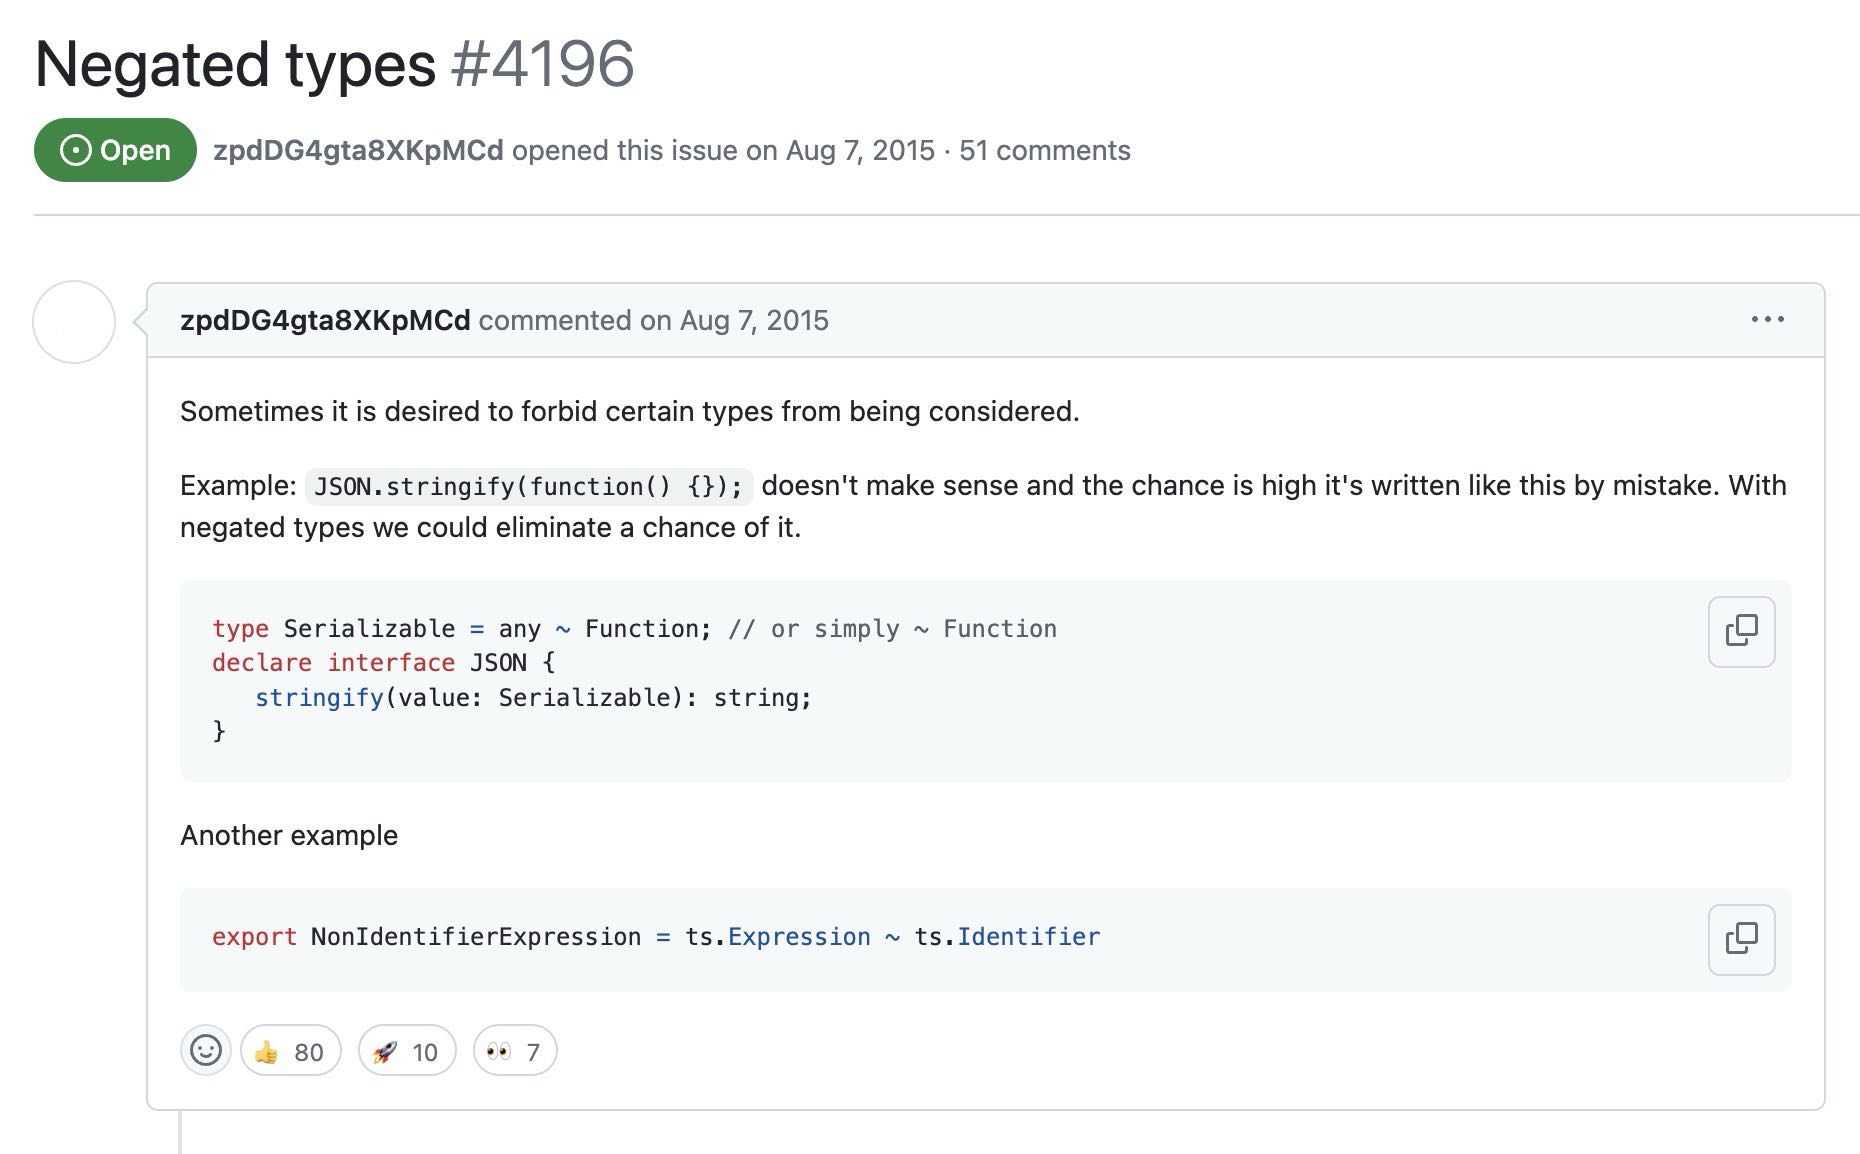 Negated types #4196
Open zpdDG4gta8XKpMCd opened this issue on Aug 7, 2015 · 51 comments
zpdDG4gta8XKpMCd commented on Aug 7, 2015
Sometimes it is desired to forbid certain types from being considered.
Example: JSON.stringify(function() {}); doesn't make sense and the chance is high it's written like this by mistake. With
negated types we could eliminate a chance of it.
type Serializable = any ~ Function; // or simply ~ Function
declare interface JSON {
   stringify(value: Serializable): string;
}
Another example
export NonIdentifierExpression = ts.Expression ~ ts.Identifier
👍 80 🚀 10 👀 7